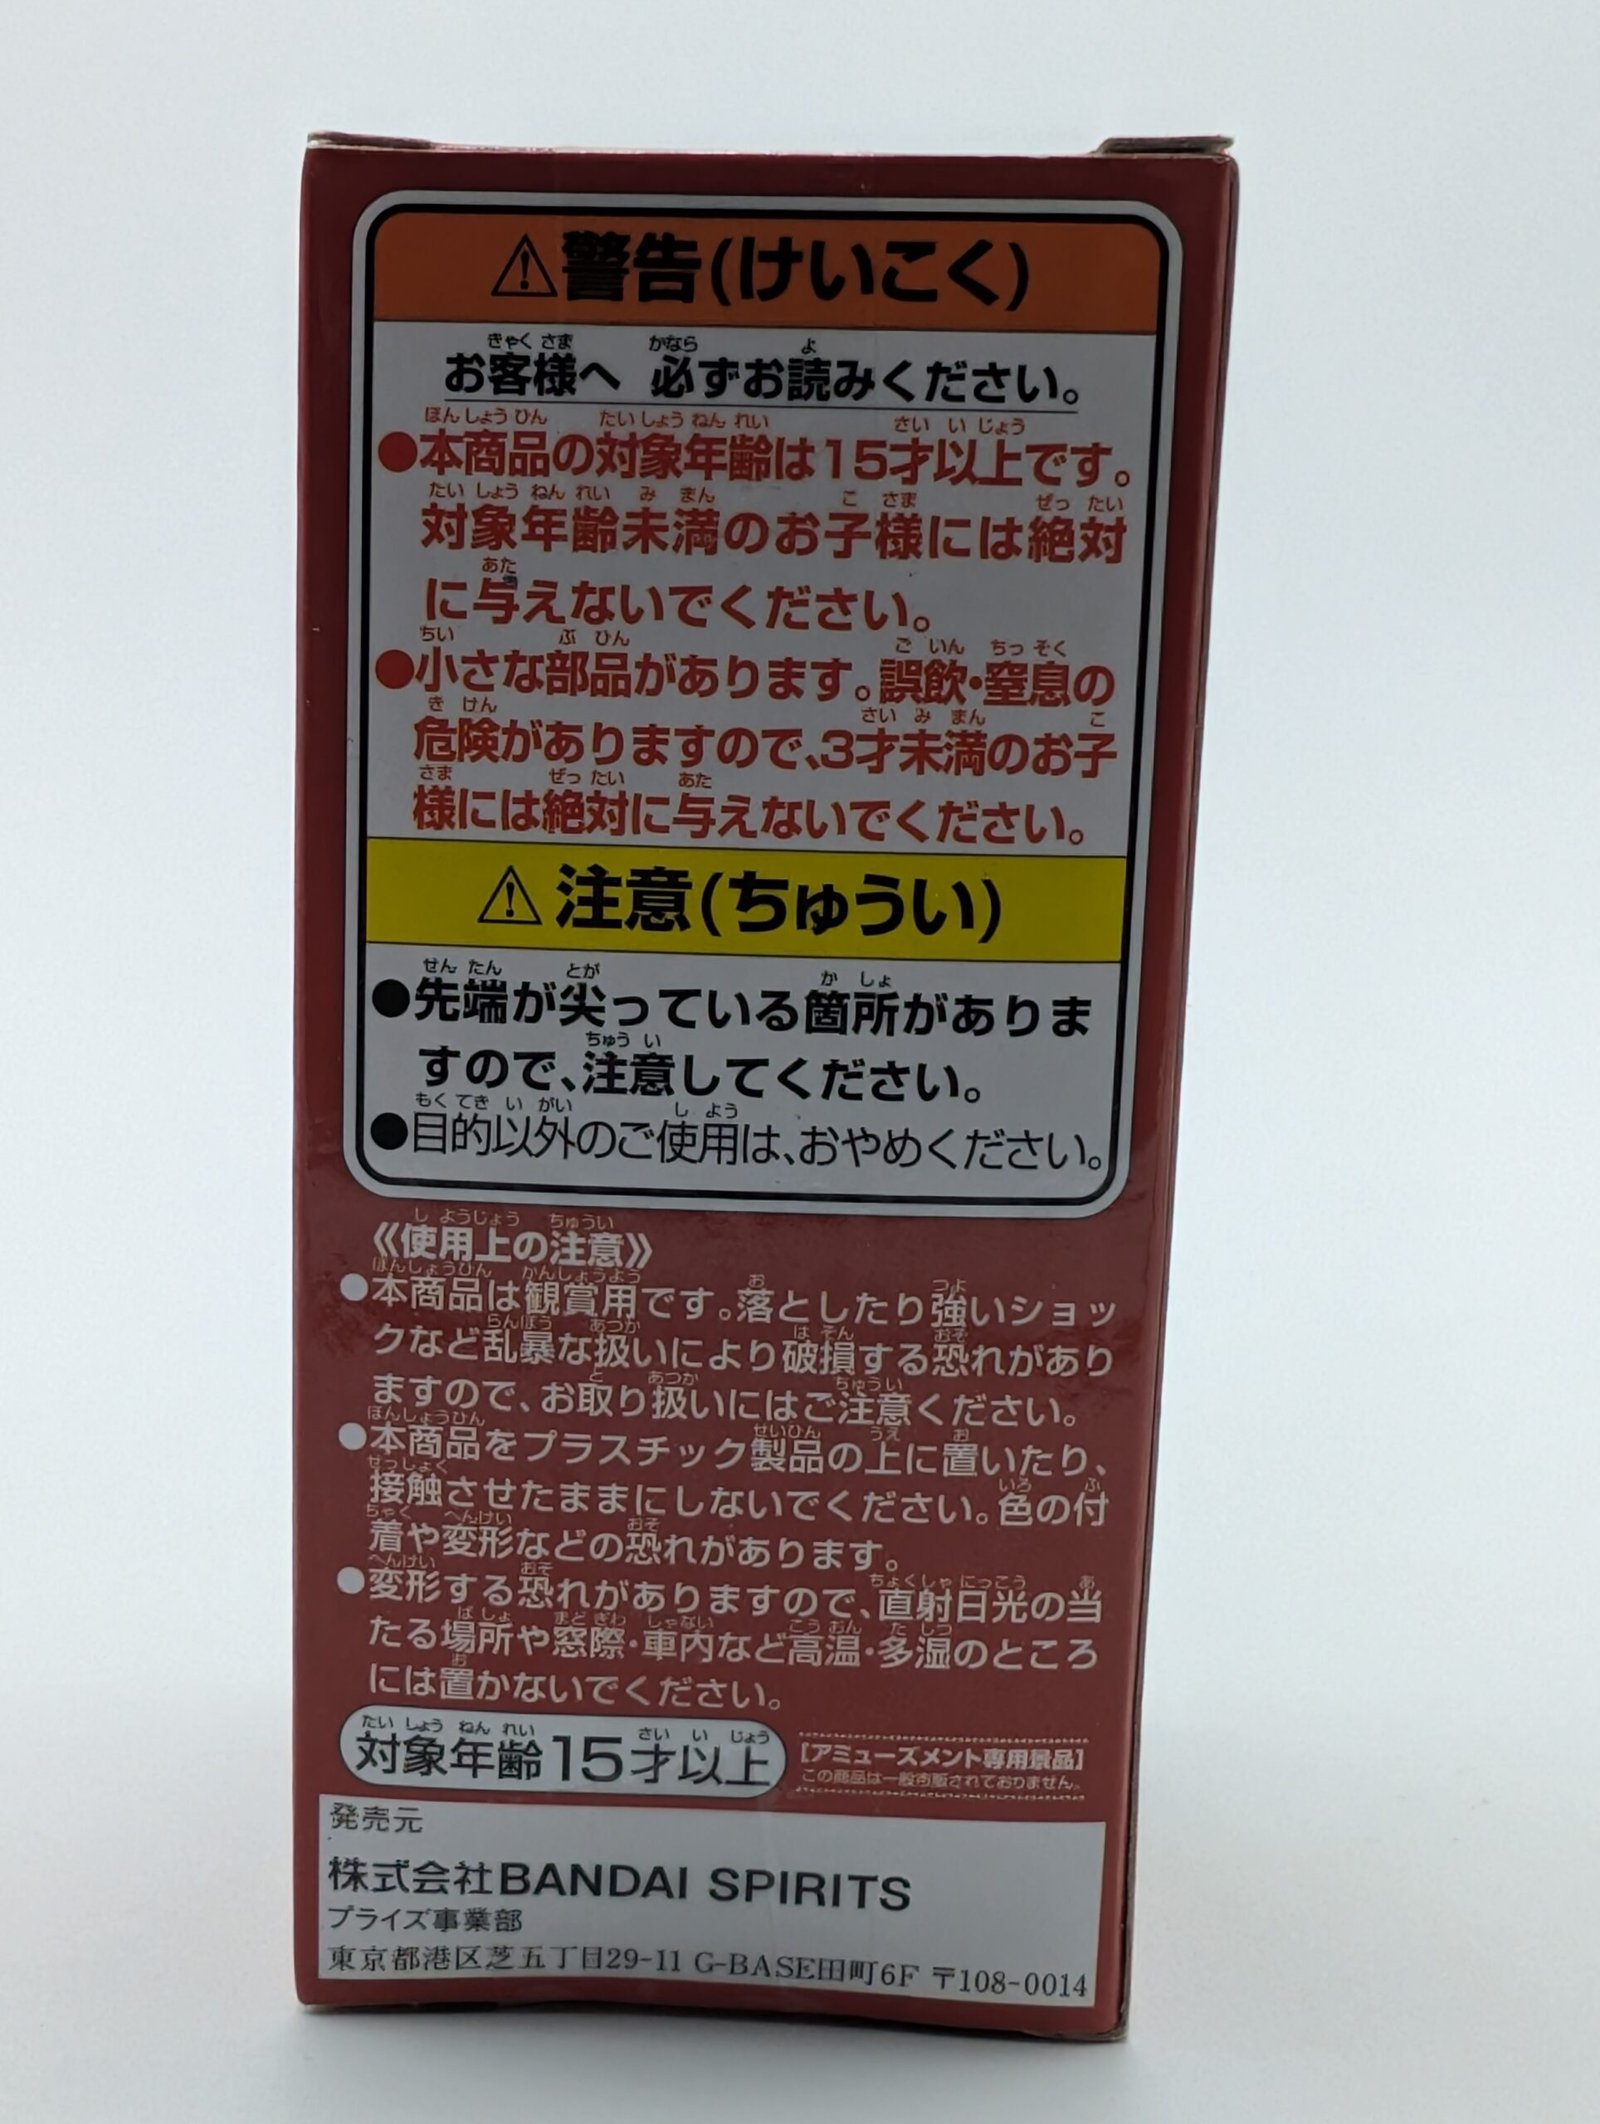 ⚠警告(けいこく)
お客様へ 必ずお読みください。
●本商品の対象年齢は15才以上です。
対象年齢未満のお子様には絶対
に与えないでください。
●小さな部品があります。誤飲・窒息の
危険がありますので、3才未満のお子
様には絶対に与えないでください。
⚠注意(ちゅうい)
●先端が尖っている箇所がありま
すので、注意してください。
●目的以外のご使用は、おやめください。
《使用上の注意》
●本商品は観賞用です。落としたり強いショッ
クなど乱暴な扱いにより破損する恐れがあり
ますので、お取り扱いにはご注意ください。
●本商品をプラスチック製品の上に置いたり、
接触させたままにしないでください。色の付
着や変形などの恐れがあります。
●変形する恐れがありますので、直射日光の当
たる場所や窓際・車内など高温・多湿のところ
には置かないでください。
対象年齢15才以上
[アミューズメント専用景品]
この商品は一般市販されておりません。
発売元
株式会社BANDAI SPIRITS
プライズ事業部
東京都港区芝五丁目29-11 G-BASE田町6F 〒108-0014